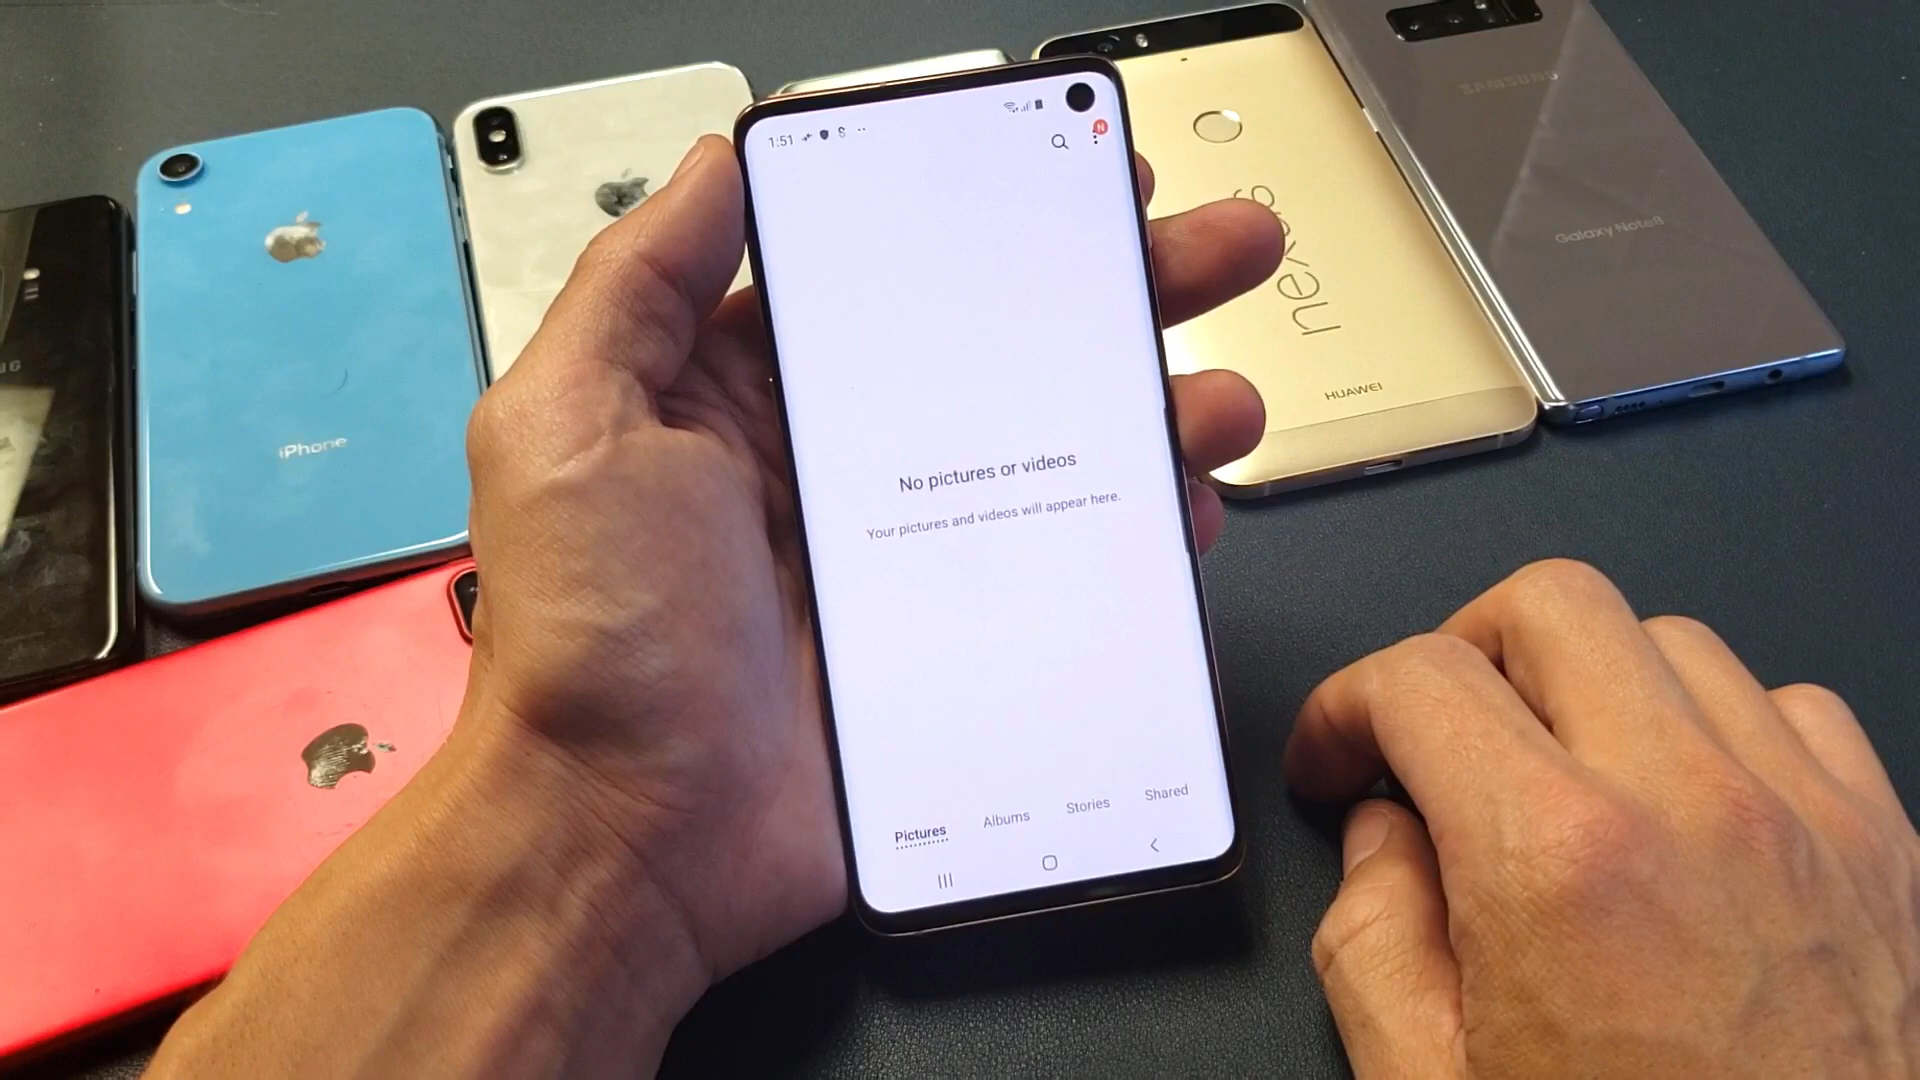 1:51
N
No pictures or videos
Your pictures and videos will appear here.
Pictures
Albums
Stories
Shared
iPhone
nexus
HUAWEI
SAMSUNG
Galaxy Note8